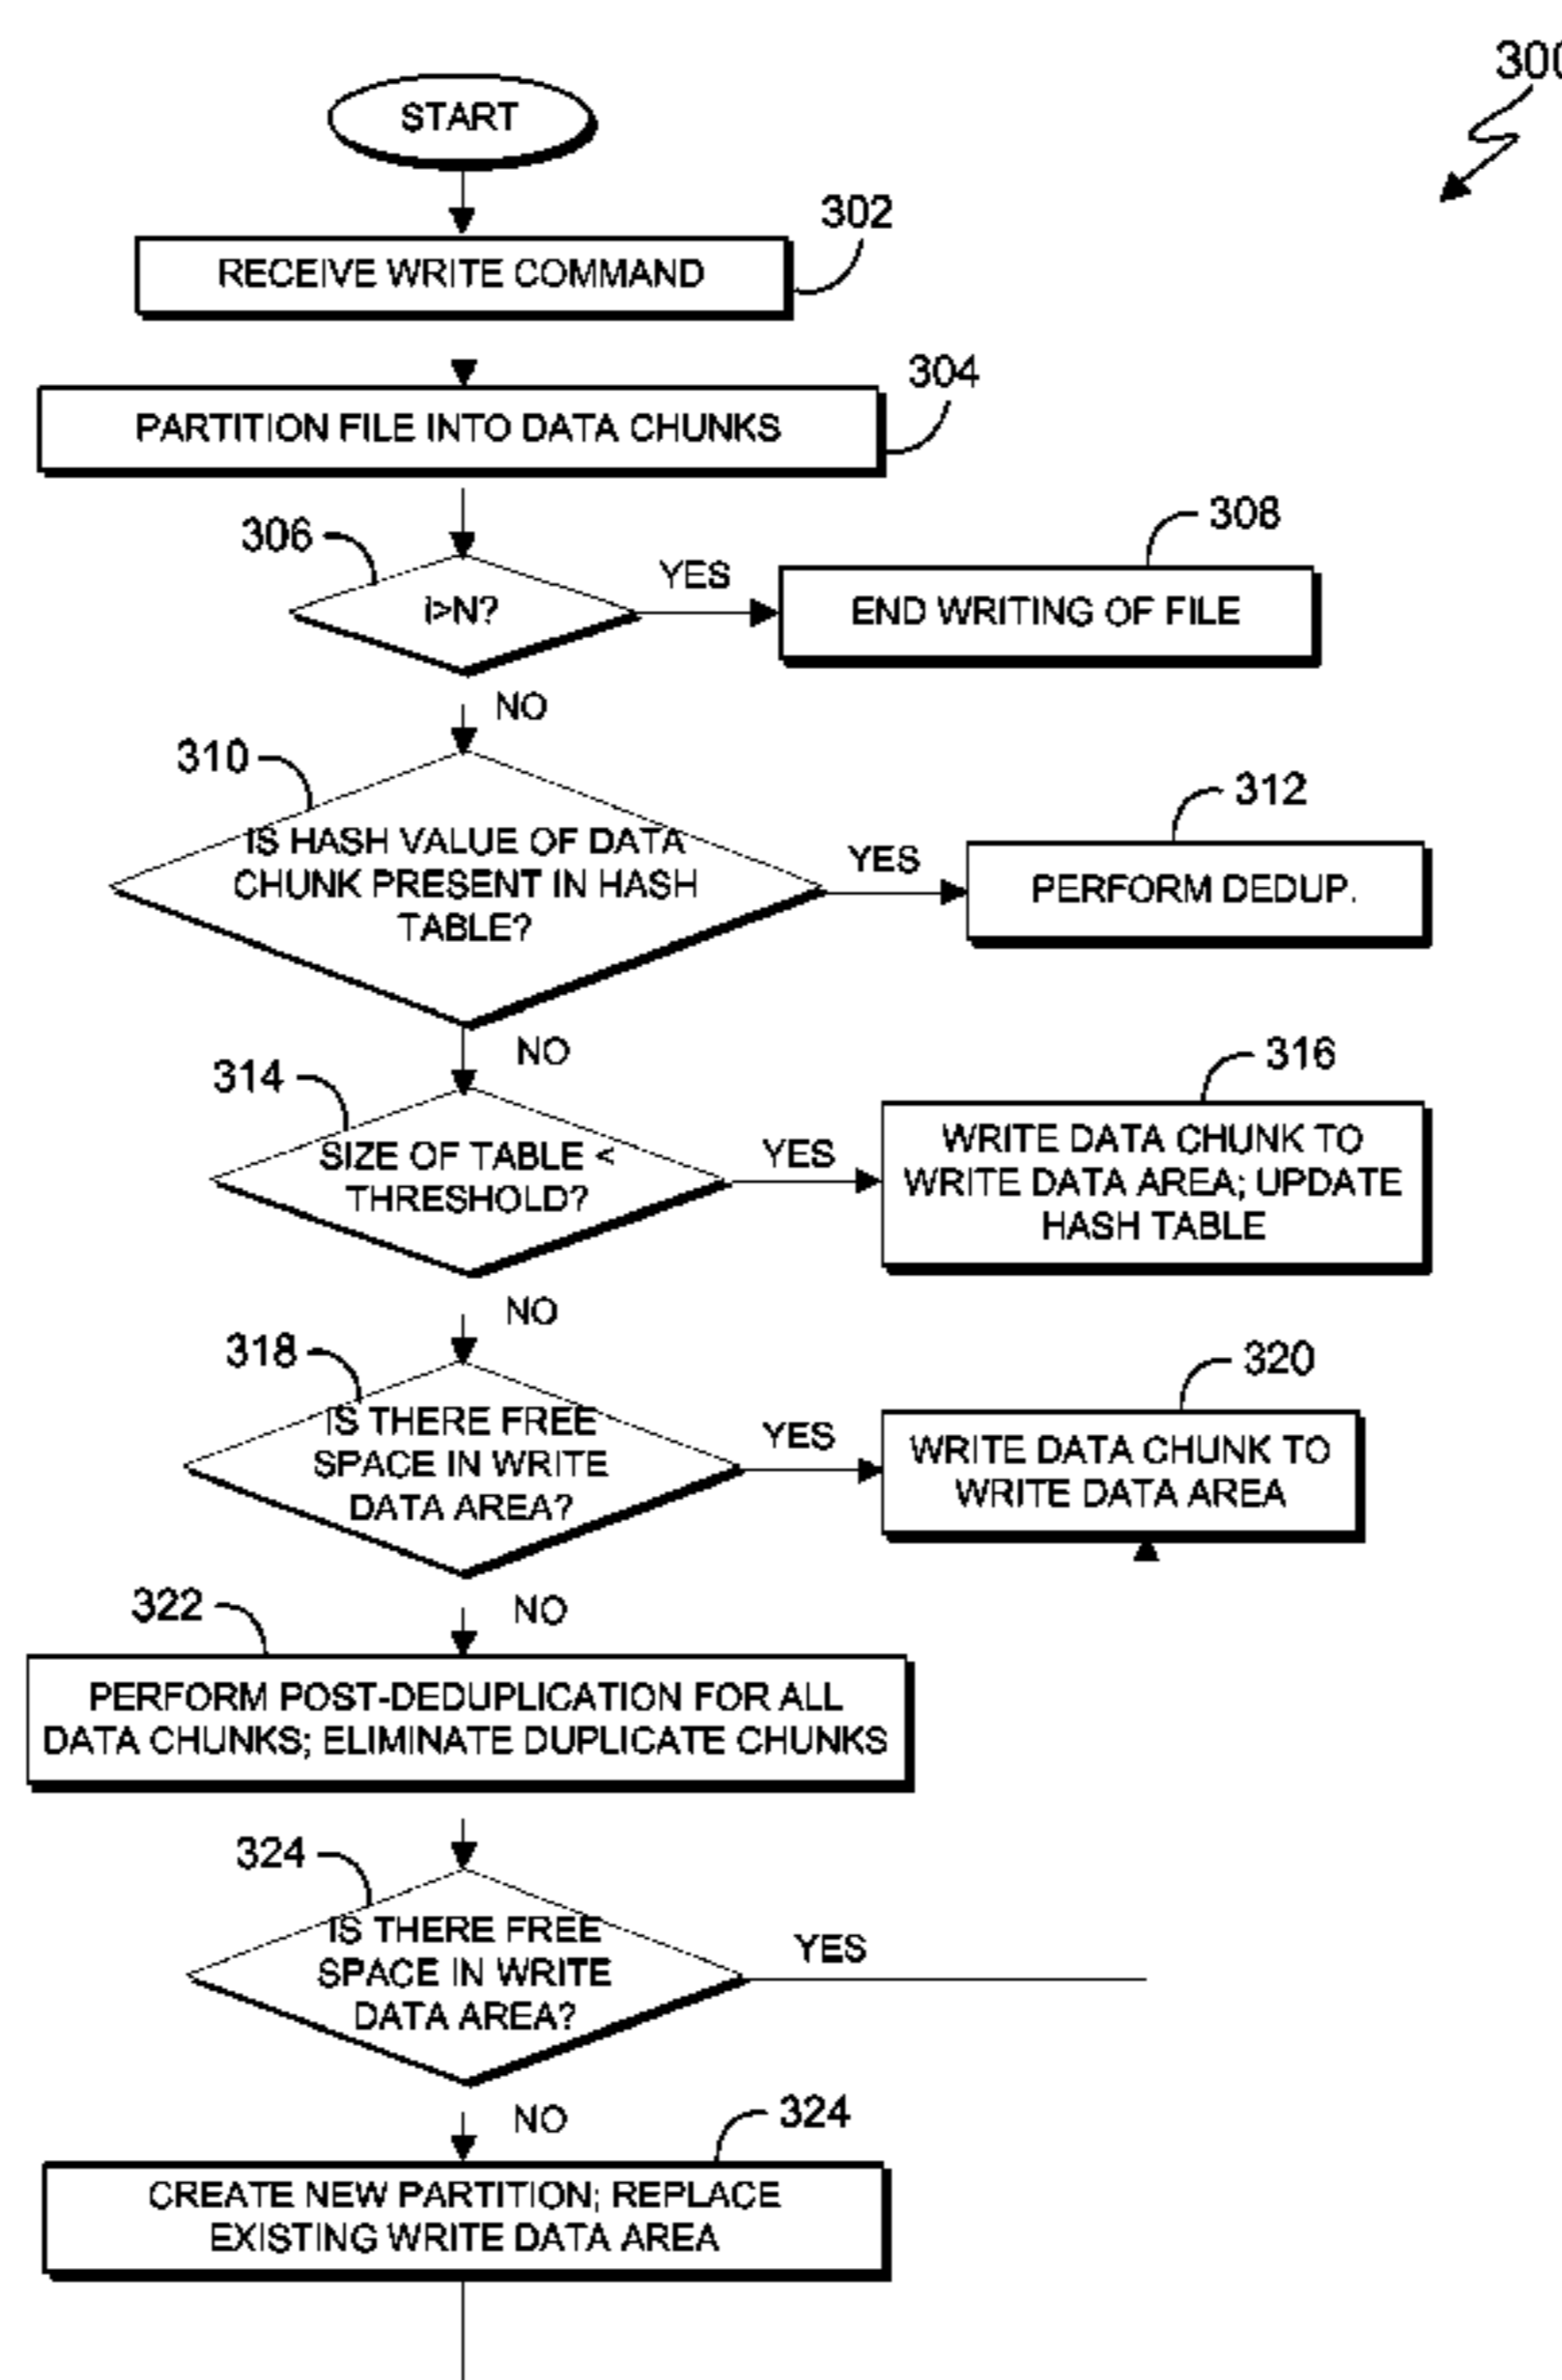 300
START
302
RECEIVE WRITE COMMAND
304
PARTITION FILE INTO DATA CHUNKS
306
308
YES
i>N?
END WRITING OF FILE
NO
310
312
IS HASH VALUE OF DATA
CHUNK PRESENT IN HASH
TABLE?
YES
PERFORM DEDUP.
NO
314
316
SIZE OF TABLE <
THRESHOLD?
YES
WRITE DATA CHUNK TO
WRITE DATA AREA; UPDATE
HASH TABLE
NO
318
320
IS THERE FREE
SPACE IN WRITE
DATA AREA?
YES
WRITE DATA CHUNK TO
WRITE DATA AREA
NO
322
PERFORM POST-DEDUPLICATION FOR ALL
DATA CHUNKS; ELIMINATE DUPLICATE CHUNKS
324
IS THERE FREE
SPACE IN WRITE
DATA AREA?
YES
NO
324
CREATE NEW PARTITION; REPLACE
EXISTING WRITE DATA AREA